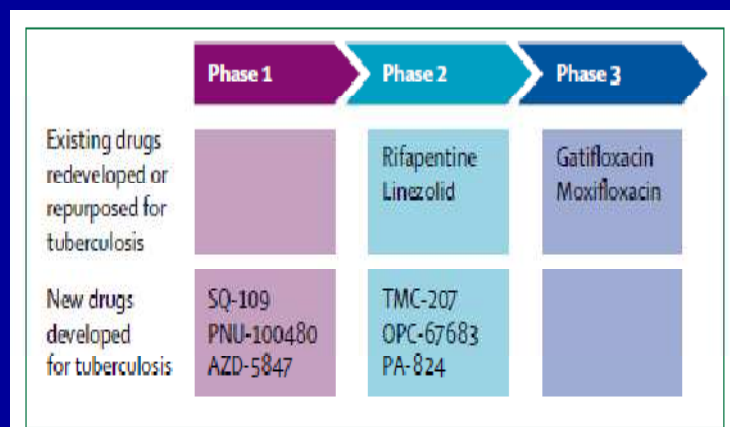 Phase 1
Phase 2
Phase 3
Existing drugs
redeveloped or
repurposed for
tuberculosis
Rifapentine
Linezolid
Gatifloxacin
Moxifloxacin
New drugs
developed
for tuberculosis
SQ-109
PNU-100480
AZD-5847
TMC-207
OPC-67683
PA-824